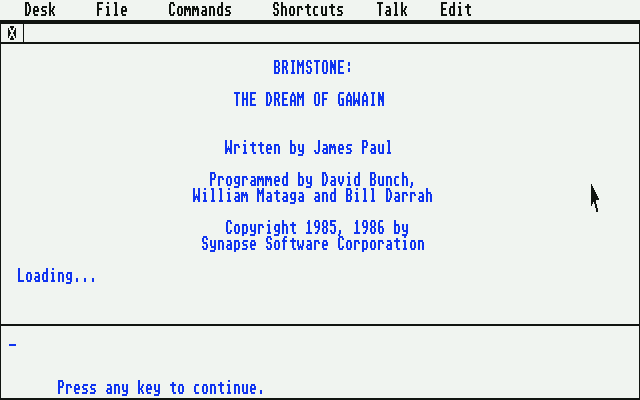 Desk File Commands Shortcuts Talk Edit
BRIMSTONE:
THE DREAM OF GAWAIN
Written by James Paul
Programmed by David Bunch,
William Mataga and Bill Darrah
Copyright 1985, 1986 by
Synapse Software Corporation
Loading...
_
Press any key to continue.